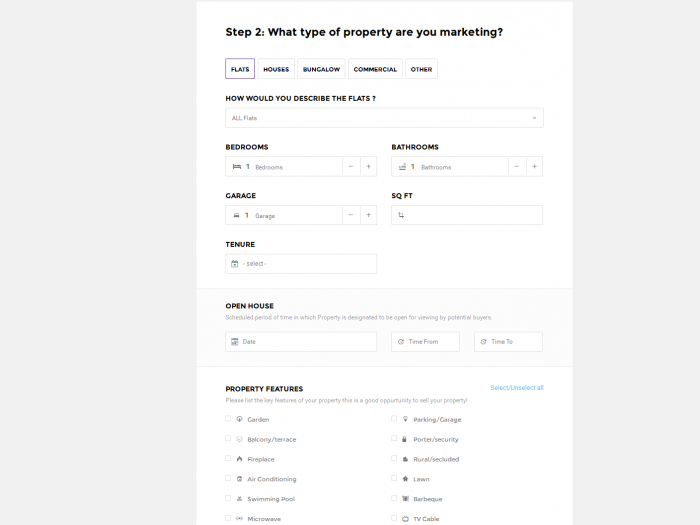 Step 2: What type of property are you marketing?
FLATS HOUSES BUNGALOW COMMERCIAL OTHER
HOW WOULD YOU DESCRIBE THE FLATS ?
ALL Flats
BEDROOMS BATHROOMS
1 Bedrooms − + 1 Bathrooms − +
GARAGE SQ FT
1 Garage − +
TENURE
- select -
OPEN HOUSE
Scheduled period of time in which Property is designated to be open for viewing by potential buyers.
Date Time From Time To
PROPERTY FEATURES Select/Unselect all
Please list the key features of your property this is a good opportunity to sell your property!
Garden Parking/Garage
Balcony/terrace Porter/security
Fireplace Rural/secluded
Air Conditioning Lawn
Swimming Pool Barbeque
Microwave TV Cable